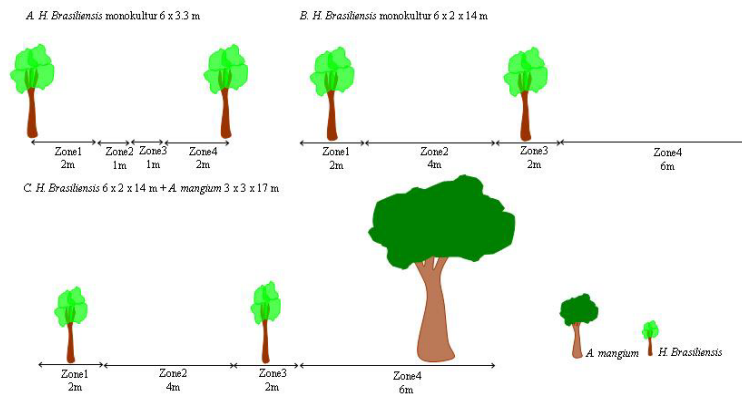 A. H. Brasiliensis monokultur 6 x 3.3 m
Zone1
2m
Zone2
1m
Zone3
1m
Zone4
2m
B. H. Brasiliensis monokultur 6 x 2 x 14 m
Zone1
2m
Zone2
4m
Zone3
2m
Zone4
6m
C. H. Brasiliensis 6 x 2 x 14 m + A. mangium 3 x 3 x 17 m
Zone1
2m
Zone2
4m
Zone3
2m
Zone4
6m
A. mangium
H. Brasiliensis